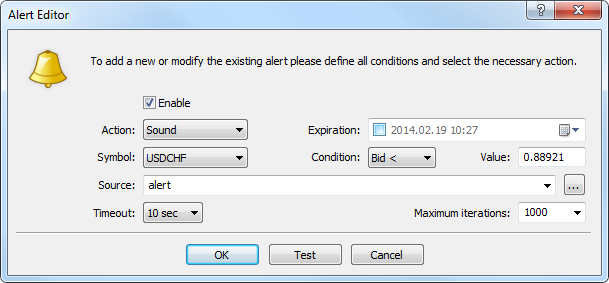 Alert Editor
To add a new or modify the existing alert please define all conditions and select the necessary action.
Enable
Action: Sound Expiration: 2014.02.19 10:27
Symbol: USDCHF Condition: Bid < Value: 0.88921
Source: alert ...
Timeout: 10 sec Maximum iterations: 1000
OK Test Cancel